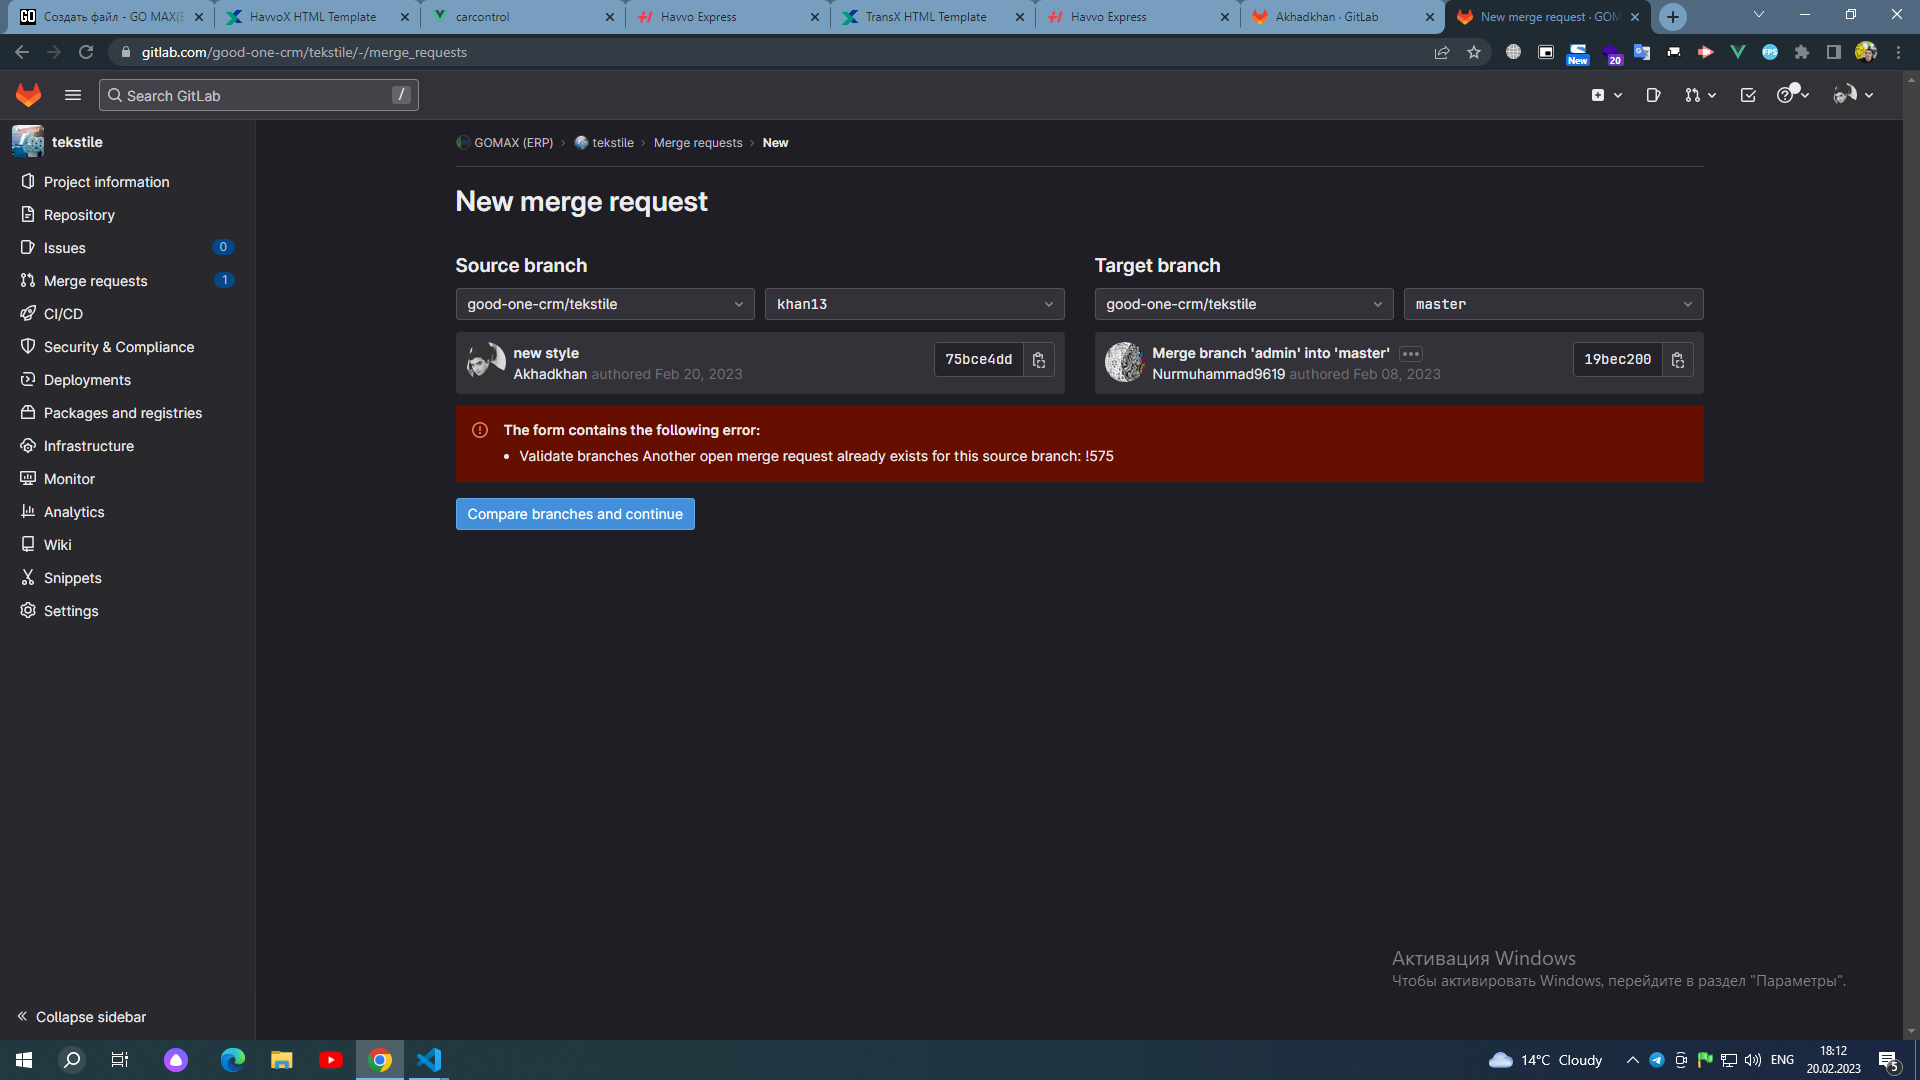 Создать файл - GO MAX(E
HavvoX HTML Template
carcontrol
Havvo Express
TransX HTML Template
Havvo Express
Akhadkhan · GitLab
New merge request · GOM
gitlab.com/good-one-crm/tekstile/-/merge_requests
New
20
FPS
Search GitLab
/
tekstile
Project information
Repository
Issues
0
Merge requests
1
CI/CD
Security & Compliance
Deployments
Packages and registries
Infrastructure
Monitor
Analytics
Wiki
Snippets
Settings
Collapse sidebar
GOMAX (ERP) › tekstile › Merge requests › New
New merge request
Source branch
good-one-crm/tekstile
khan13
new style
Akhadkhan authored Feb 20, 2023
75bce4dd
Target branch
good-one-crm/tekstile
master
Merge branch 'admin' into 'master'
Nurmuhammad9619 authored Feb 08, 2023
19bec200
The form contains the following error:
• Validate branches Another open merge request already exists for this source branch: !575
Compare branches and continue
Активация Windows
Чтобы активировать Windows, перейдите в раздел "Параметры".
14°C Cloudy
ENG
18:12
20.02.2023
5